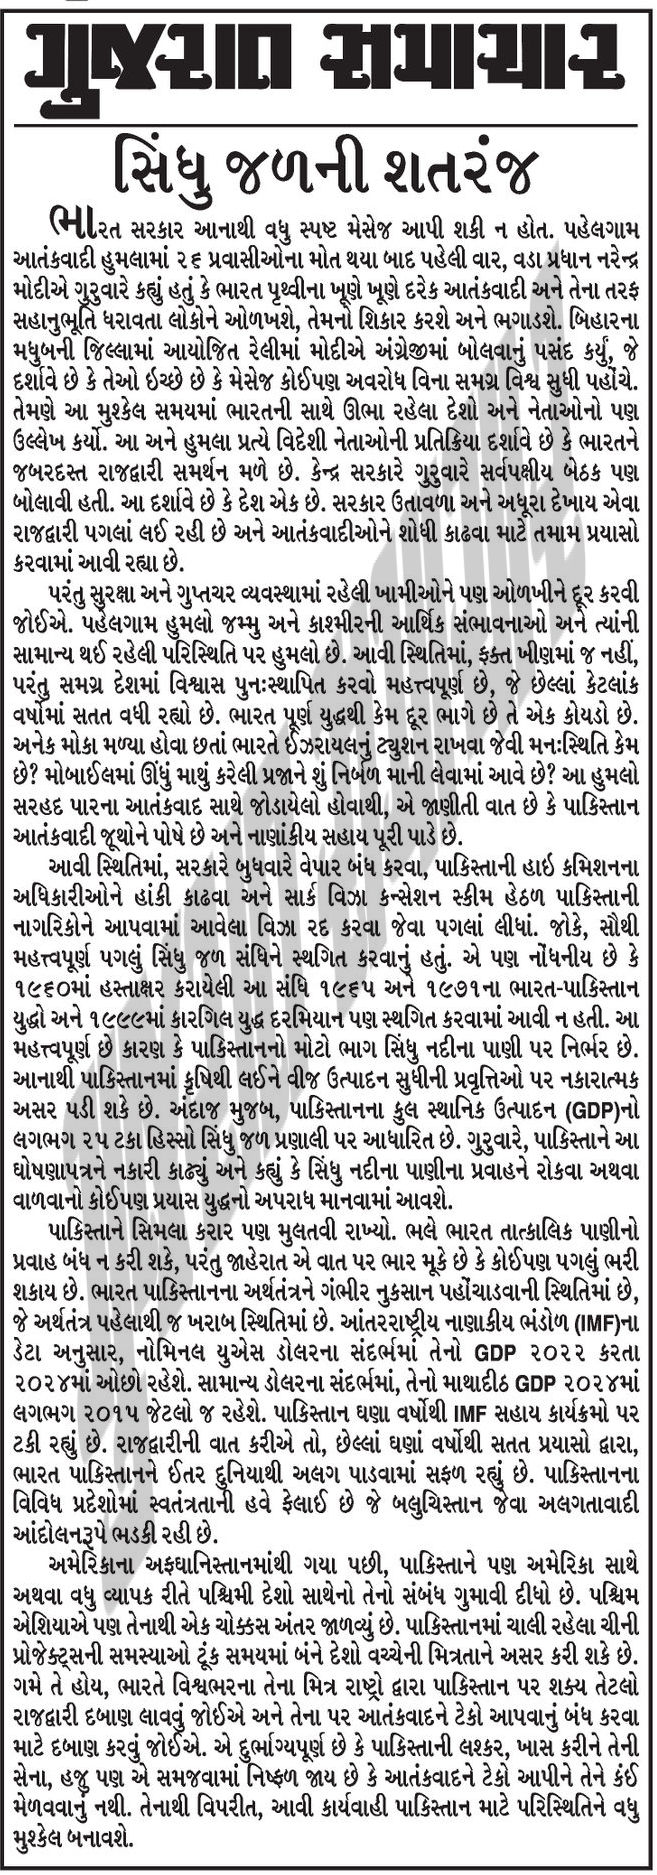 ગુજરાત સમાચાર
સિંધુ જળની શતરંજ
ભારત સરકાર આનાથી વધુ સ્પષ્ટ મેસેજ આપી શકી ન હોત. પહેલગામ
આતંકવાદી હુમલામાં ૨૬ પ્રવાસીઓના મોત થયા બાદ પહેલી વાર, વડા પ્રધાન નરેન્દ્ર
મોદીએ ગુરુવારે કહ્યું હતું કે ભારત પૃથ્વીના ખૂણે ખૂણે દરેક આતંકવાદી અને તેના તરફ
સહાનુભૂતિ ધરાવતા લોકોને ઓળખશે, તેમનો શિકાર કરશે અને ભગાડશે. બિહારના
મધુબની જિલ્લામાં આયોજિત રેલીમાં મોદીએ અંગ્રેજીમાં બોલવાનું પસંદ કર્યું, જે
દર્શાવે છે કે તેઓ ઇચ્છે છે કે મેસેજ કોઈપણ અવરોધ વિના સમગ્ર વિશ્વ સુધી પહોંચે.
તેમણે આ મુશ્કેલ સમયમાં ભારતની સાથે ઊભા રહેલા દેશો અને નેતાઓનો પણ
ઉલ્લેખ કર્યો. આ અને હુમલા પ્રત્યે વિદેશી નેતાઓની પ્રતિક્રિયા દર્શાવે છે કે ભારતને
જબરદસ્ત રાજદ્વારી સમર્થન મળે છે. કેન્દ્ર સરકારે ગુરુવારે સર્વપક્ષીય બેઠક પણ
બોલાવી હતી. આ દર્શાવે છે કે દેશ એક છે. સરકાર ઉતાવળા અને અધૂરા દેખાય એવા
રાજદ્વારી પગલાં લઈ રહી છે અને આતંકવાદીઓને શોધી કાઢવા માટે તમામ પ્રયાસો
કરવામાં આવી રહ્યા છે.
પરંતુ સુરક્ષા અને ગુપ્તચર વ્યવસ્થામાં રહેલી ખામીઓને પણ ઓળખીને દૂર કરવી
જોઈએ. પહેલગામ હુમલો જમ્મુ અને કાશ્મીરની આર્થિક સંભાવનાઓ અને ત્યાંની
સામાન્ય થઈ રહેલી પરિસ્થિતિ પર હુમલો છે. આવી સ્થિતિમાં, ફક્ત ખીણમાં જ નહીં,
પરંતુ સમગ્ર દેશમાં વિશ્વાસ પુનઃસ્થાપિત કરવો મહત્ત્વપૂર્ણ છે, જે છેલ્લાં કેટલાંક
વર્ષોમાં સતત વધી રહ્યો છે. ભારત પૂર્ણ યુદ્ધથી કેમ દૂર ભાગે છે તે એક કોયડો છે.
અનેક મોકા મળ્યા હોવા છતાં ભારતે ઈઝરાયલનું ટ્યુશન રાખવા જેવી મનઃસ્થિતિ કેમ
છે? મોબાઈલમાં ઊંધું માથું કરેલી પ્રજાને શું નિર્બળ માની લેવામાં આવે છે? આ હુમલો
સરહદ પારના આતંકવાદ સાથે જોડાયેલો હોવાથી, એ જાણીતી વાત છે કે પાકિસ્તાન
આતંકવાદી જૂથોને પોષે છે અને નાણાંકીય સહાય પૂરી પાડે છે.
આવી સ્થિતિમાં, સરકારે બુધવારે વેપાર બંધ કરવા, પાકિસ્તાની હાઇ કમિશનના
અધિકારીઓને હાંકી કાઢવા અને સાર્ક વિઝા કન્સેશન સ્કીમ હેઠળ પાકિસ્તાની
નાગરિકોને આપવામાં આવેલા વિઝા રદ કરવા જેવા પગલાં લીધાં. જોકે, સૌથી
મહત્ત્વપૂર્ણ પગલું સિંધુ જળ સંધિને સ્થગિત કરવાનું હતું. એ પણ નોંધનીય છે કે
૧૯૬૦માં હસ્તાક્ષર કરાયેલી આ સંધિ ૧૯૬૫ અને ૧૯૭૧ના ભારત-પાકિસ્તાન
યુદ્ધો અને ૧૯૯૯માં કારગિલ યુદ્ધ દરમિયાન પણ સ્થગિત કરવામાં આવી ન હતી. આ
મહત્ત્વપૂર્ણ છે કારણ કે પાકિસ્તાનનો મોટો ભાગ સિંધુ નદીના પાણી પર નિર્ભર છે.
આનાથી પાકિસ્તાનમાં કૃષિથી લઈને વીજ ઉત્પાદન સુધીની પ્રવૃત્તિઓ પર નકારાત્મક
અસર પડી શકે છે. અંદાજ મુજબ, પાકિસ્તાનના કુલ સ્થાનિક ઉત્પાદન (GDP)નો
લગભગ ૨૫ ટકા હિસ્સો સિંધુ જળ પ્રણાલી પર આધારિત છે. ગુરુવારે, પાકિસ્તાને આ
ઘોષણાપત્રને નકારી કાઢ્યું અને કહ્યું કે સિંધુ નદીના પાણીના પ્રવાહને રોકવા અથવા
વાળવાનો કોઈપણ પ્રયાસ યુદ્ધનો અપરાધ માનવામાં આવશે.
પાકિસ્તાને સિમલા કરાર પણ મુલતવી રાખ્યો. ભલે ભારત તાત્કાલિક પાણીનો
પ્રવાહ બંધ ન કરી શકે, પરંતુ જાહેરાત એ વાત પર ભાર મૂકે છે કે કોઈપણ પગલું ભરી
શકાય છે. ભારત પાકિસ્તાનના અર્થતંત્રને ગંભીર નુકસાન પહોંચાડવાની સ્થિતિમાં છે,
જે અર્થતંત્ર પહેલાથી જ ખરાબ સ્થિતિમાં છે. આંતરરાષ્ટ્રીય નાણાકીય ભંડોળ (IMF)ના
ડેટા અનુસાર, નોમિનલ યુએસ ડોલરના સંદર્ભમાં તેનો GDP ૨૦૨૨ કરતા
૨૦૨૪માં ઓછો રહેશે. સામાન્ય ડોલરના સંદર્ભમાં, તેનો માથાદીઠ GDP ૨૦૨૪માં
લગભગ ૨૦૧૫ જેટલો જ રહેશે. પાકિસ્તાન ઘણા વર્ષોથી IMF સહાય કાર્યક્રમો પર
ટકી રહ્યું છે. રાજદ્વારીની વાત કરીએ તો, છેલ્લાં ઘણાં વર્ષોથી સતત પ્રયાસો દ્વારા,
ભારત પાકિસ્તાનને ઈતર દુનિયાથી અલગ પાડવામાં સફળ રહ્યું છે. પાકિસ્તાનના
વિવિધ પ્રદેશોમાં સ્વતંત્રતાની હવે ફેલાઈ છે જે બલુચિસ્તાન જેવા અલગતાવાદી
આંદોલનરૂપે ભડકી રહી છે.
અમેરિકાના અફઘાનિસ્તાનમાંથી ગયા પછી, પાકિસ્તાને પણ અમેરિકા સાથે
અથવા વધુ વ્યાપક રીતે પશ્ચિમી દેશો સાથેનો તેનો સંબંધ ગુમાવી દીધો છે. પશ્ચિમ
એશિયાએ પણ તેનાથી એક ચોક્કસ અંતર જાળવ્યું છે. પાકિસ્તાનમાં ચાલી રહેલા ચીની
પ્રોજેક્ટ્સની સમસ્યાઓ ટૂંક સમયમાં બંને દેશો વચ્ચેની મિત્રતાને અસર કરી શકે છે.
ગમે તે હોય, ભારતે વિશ્વભરના તેના મિત્ર રાષ્ટ્રો દ્વારા પાકિસ્તાન પર શક્ય તેટલો
રાજદ્વારી દબાણ લાવવું જોઈએ અને તેના પર આતંકવાદને ટેકો આપવાનું બંધ કરવા
માટે દબાણ કરવું જોઈએ. એ દુર્ભાગ્યપૂર્ણ છે કે પાકિસ્તાની લશ્કર, ખાસ કરીને તેની
સેના, હજુ પણ એ સમજવામાં નિષ્ફળ જાય છે કે આતંકવાદને ટેકો આપીને તેને કંઈ
મેળવવાનું નથી. તેનાથી વિપરીત, આવી કાર્યવાહી પાકિસ્તાન માટે પરિસ્થિતિને વધુ
મુશ્કેલ બનાવશે.